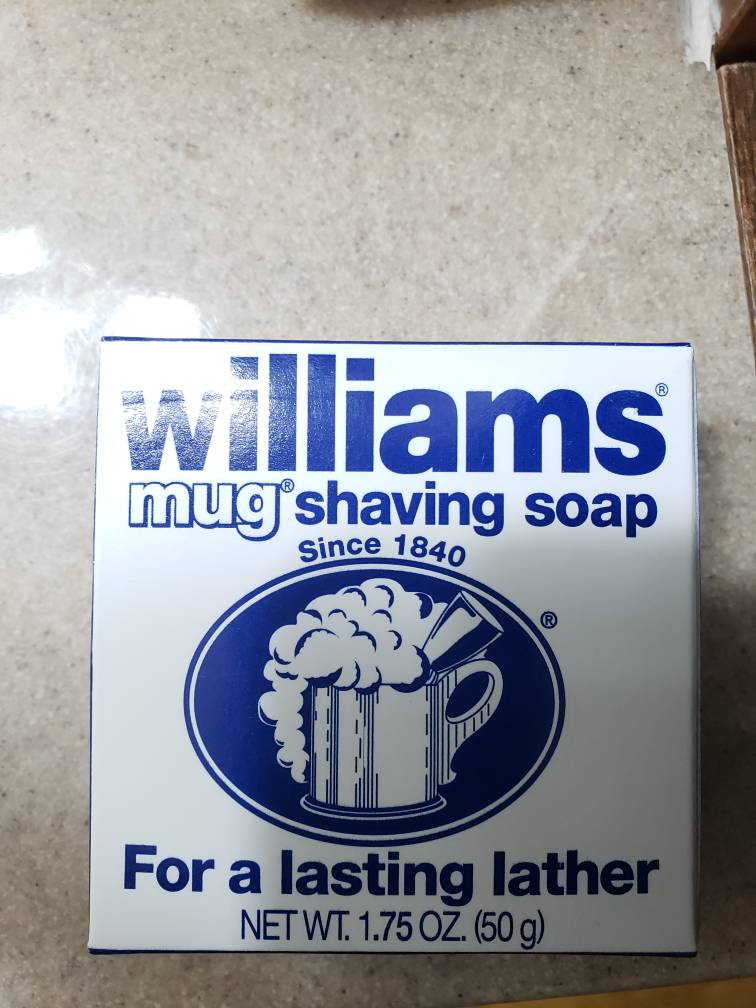 williams®
mug® shaving soap
Since 1840
®
For a lasting lather
NET WT. 1.75 OZ. (50 g)